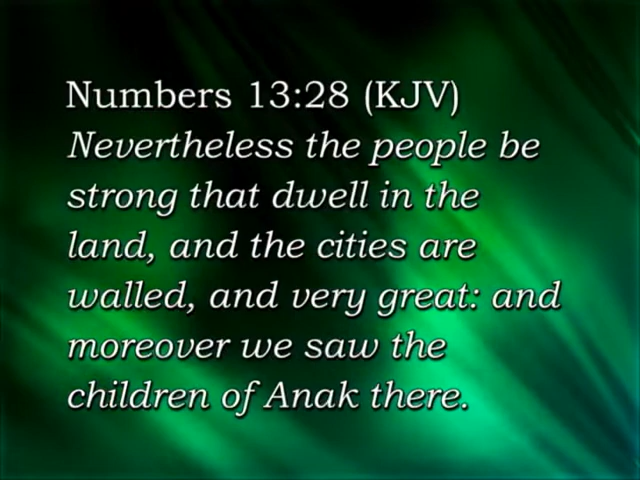 Numbers 13:28 (KJV)
Nevertheless the people be
strong that dwell in the
land, and the cities are
walled, and very great: and
moreover we saw the
children of Anak there.